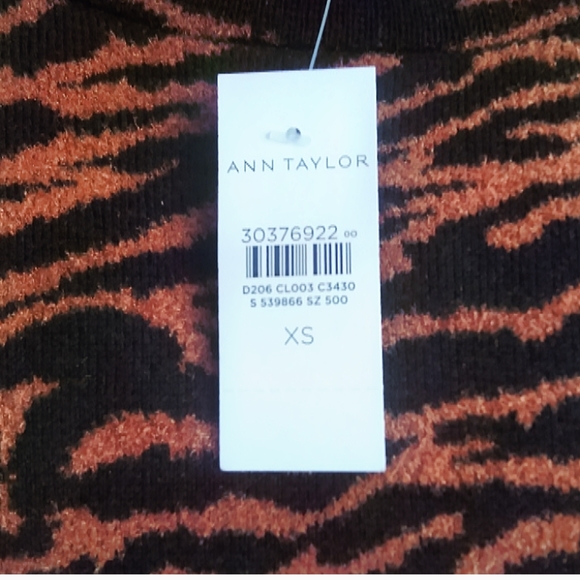 ANN TAYLOR
30376922 00
D206 CL003 C3430
S 539866 SZ 500
XS